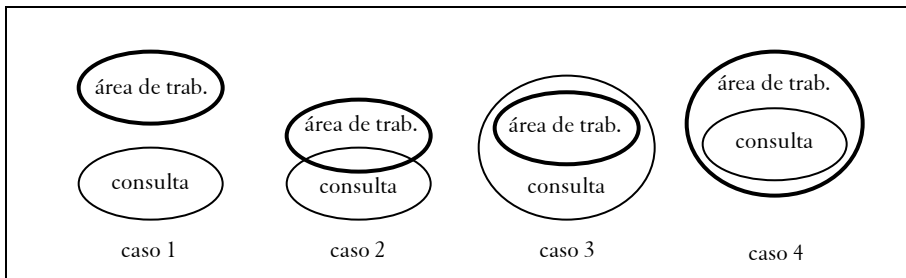 área de trab.
consulta
caso 1
área de trab.
consulta
caso 2
área de trab.
consulta
caso 3
área de trab.
consulta
caso 4